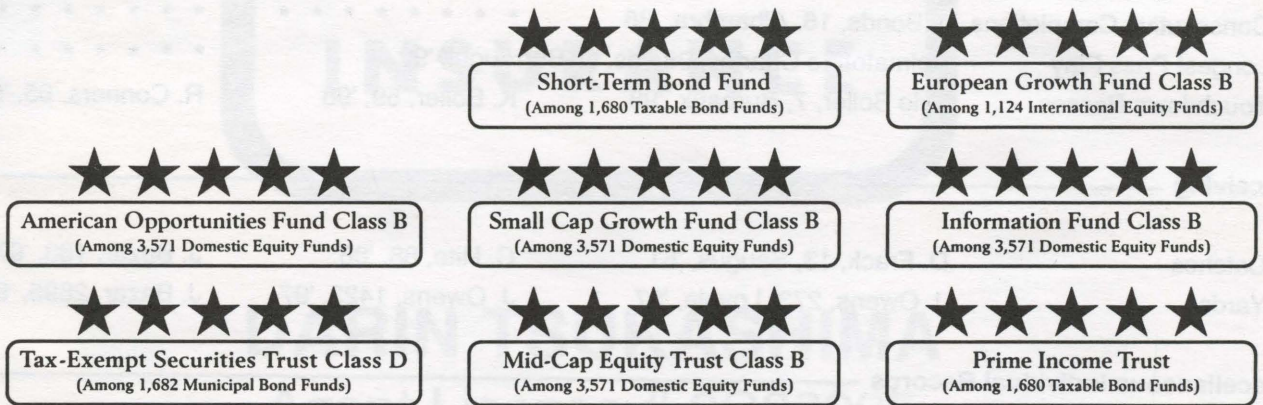 Short-Term Bond Fund
(Among 1,680 Taxable Bond Funds)
European Growth Fund Class B
(Among 1,124 International Equity Funds)
American Opportunities Fund Class B
(Among 3,571 Domestic Equity Funds)
Small Cap Growth Fund Class B
(Among 3,571 Domestic Equity Funds)
Information Fund Class B
(Among 3,571 Domestic Equity Funds)
Tax-Exempt Securities Trust Class D
(Among 1,682 Municipal Bond Funds)
Mid-Cap Equity Trust Class B
(Among 3,571 Domestic Equity Funds)
Prime Income Trust
(Among 1,680 Taxable Bond Funds)